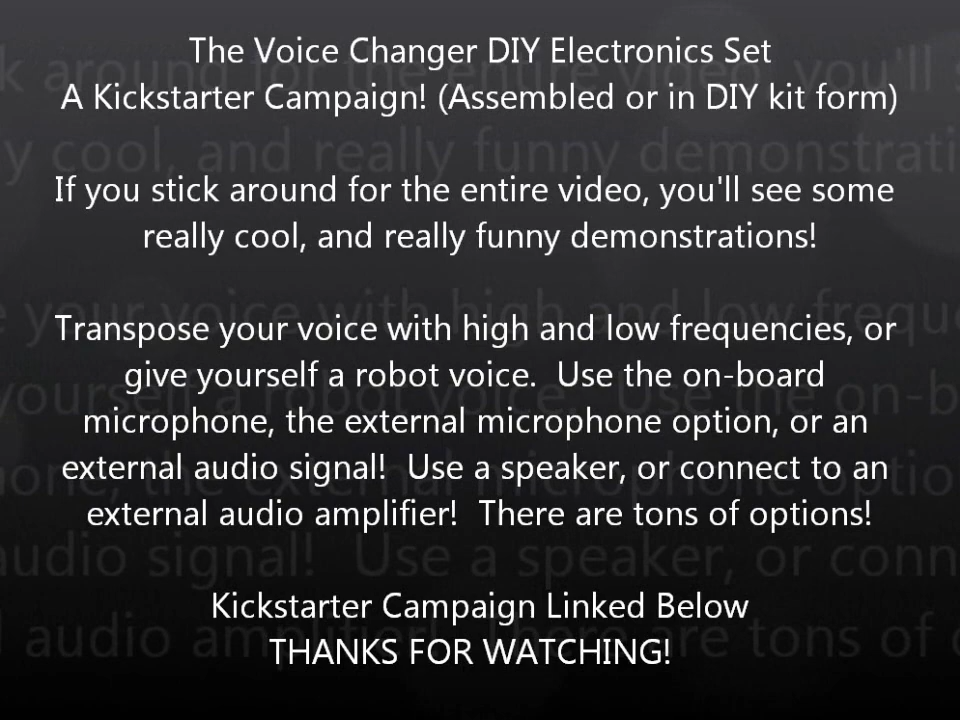 The Voice Changer DIY Electronics Set
A Kickstarter Campaign! (Assembled or in DIY kit form)
If you stick around for the entire video, you'll see some
really cool, and really funny demonstrations!
Transpose your voice with high and low frequencies, or
give yourself a robot voice.  Use the on-board
microphone, the external microphone option, or an
external audio signal!  Use a speaker, or connect to an
external audio amplifier!  There are tons of options!
Kickstarter Campaign Linked Below
THANKS FOR WATCHING!